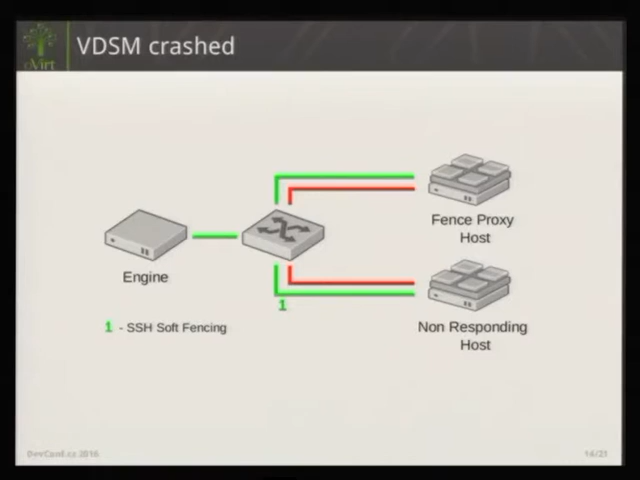 oVirt
VDSM crashed
Fence Proxy
Host
Engine
1
1 - SSH Soft Fencing
Non Responding
Host
DevConf.cz 2016
14/21